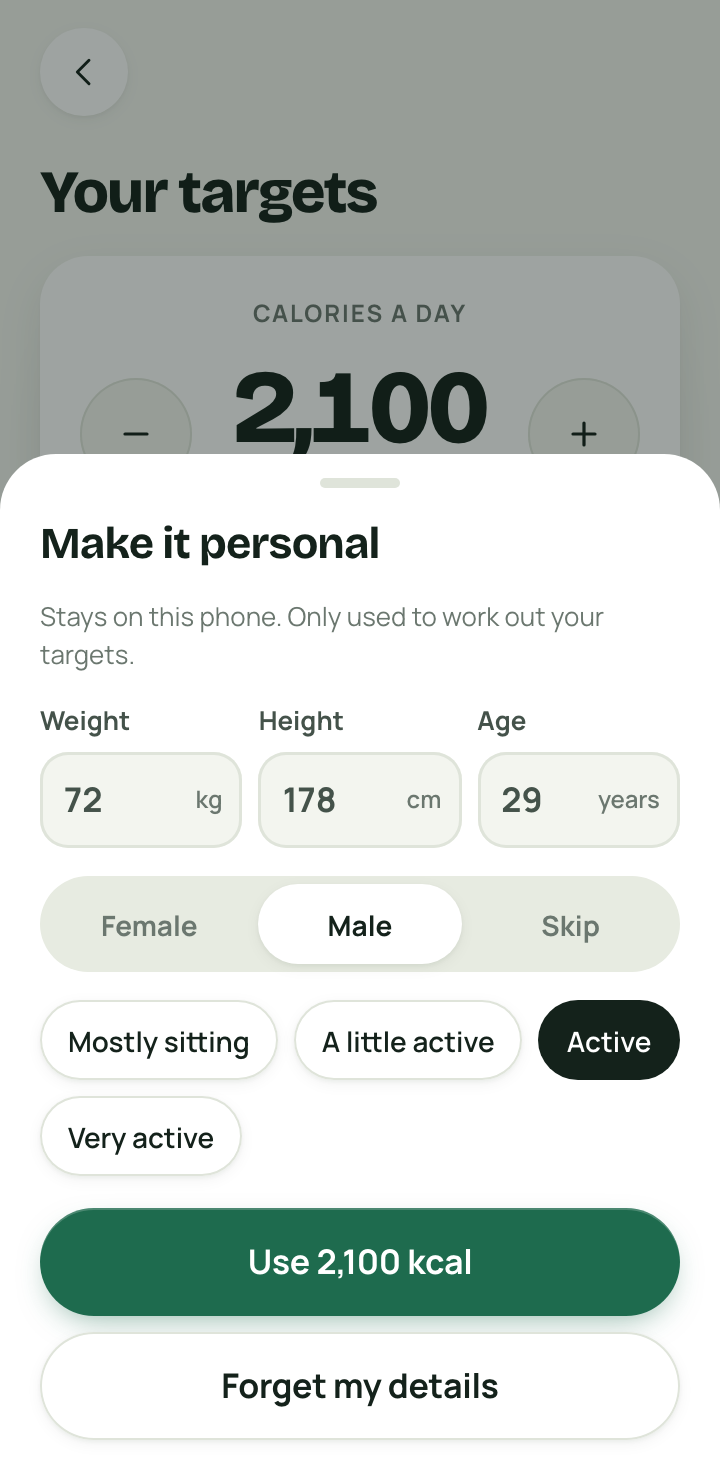 Your targets
CALORIES A DAY
− 2,100 +
Make it personal
Stays on this phone. Only used to work out your
targets.
Weight Height Age
72 kg 178 cm 29 years
Female Male Skip
Mostly sitting A little active Active
Very active
Use 2,100 kcal
Forget my details